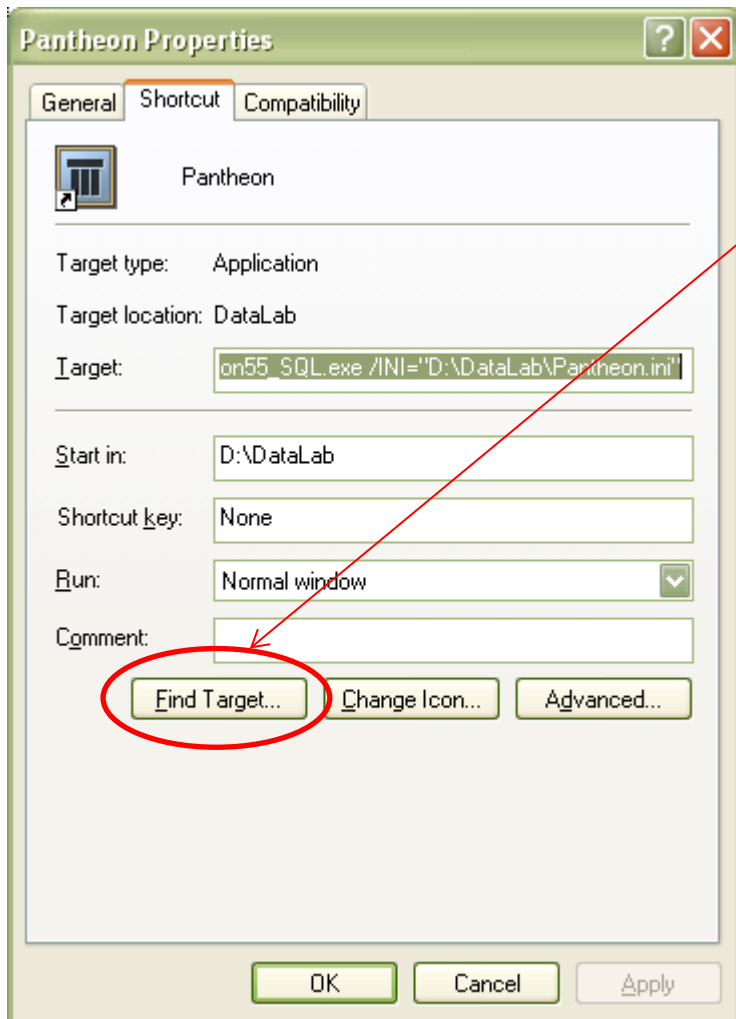 Pantheon Properties
General Shortcut Compatibility
Pantheon
Target type: Application
Target location: DataLab
Target: on55_SQL.exe /INI="D:\DataLab\Pantheon.ini"
Start in: D:\DataLab
Shortcut key: None
Run: Normal window
Comment:
Find Target... Change Icon... Advanced...
OK Cancel Apply